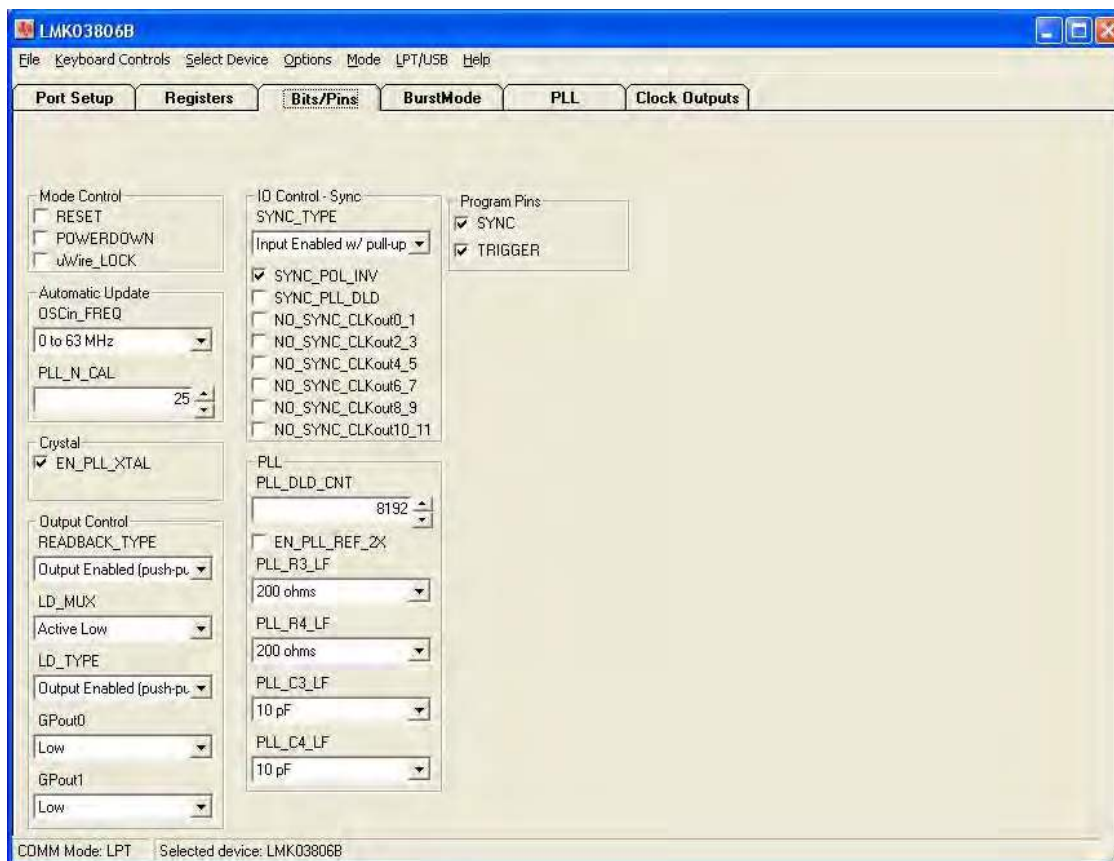 LMK03806B
File Keyboard Controls Select Device Options Mode LPT/USB Help
Port Setup Registers Bits/Pins BurstMode PLL Clock Outputs
Mode Control
RESET
POWERDOWN
uWire_LOCK
Automatic Update
OSCin_FREQ
0 to 63 MHz
PLL_N_CAL
25
Crystal
EN_PLL_XTAL
Output Control
READBACK_TYPE
Output Enabled (push-pu
LD_MUX
Active Low
LD_TYPE
Output Enabled (push-pu
GPout0
Low
GPout1
Low
IO Control - Sync
SYNC_TYPE
Input Enabled w/ pull-up
SYNC_POL_INV
SYNC_PLL_DLD
NO_SYNC_CLKout0_1
NO_SYNC_CLKout2_3
NO_SYNC_CLKout4_5
NO_SYNC_CLKout6_7
NO_SYNC_CLKout8_9
NO_SYNC_CLKout10_11
PLL
PLL_DLD_CNT
8192
EN_PLL_REF_2X
PLL_R3_LF
200 ohms
PLL_R4_LF
200 ohms
PLL_C3_LF
10 pF
PLL_C4_LF
10 pF
Program Pins
SYNC
TRIGGER
COMM Mode: LPT Selected device: LMK03806B